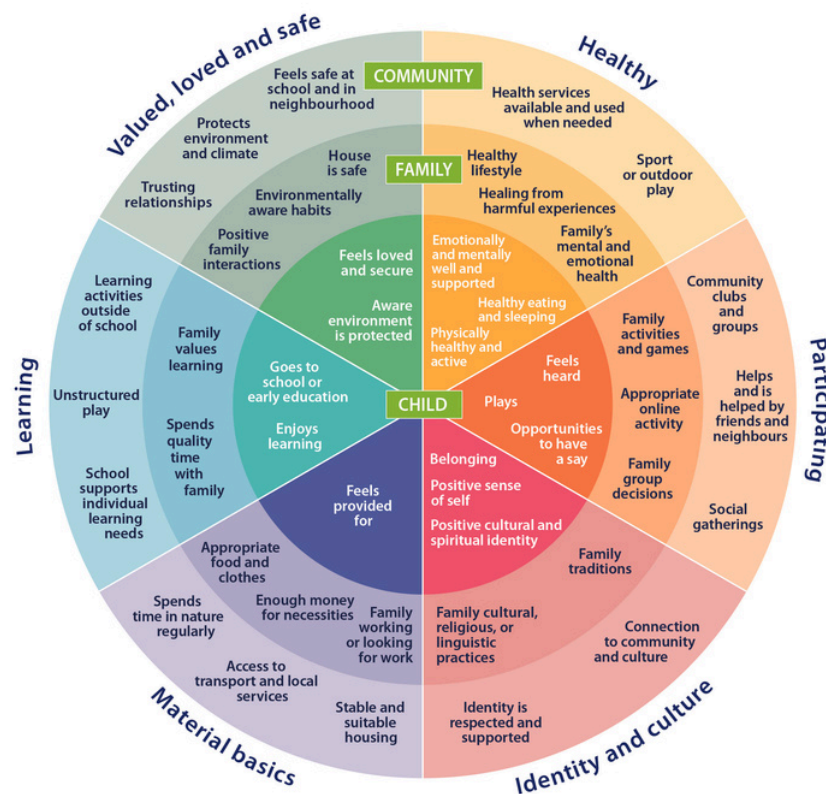 Valued, loved and safe
Healthy
Participating
Identity and culture
Material basics
Learning
COMMUNITY
FAMILY
CHILD
Feels safe at
school and in
neighbourhood
Protects
environment
and climate
Trusting
relationships
House
is safe
Environmentally
aware habits
Positive
family
interactions
Feels loved
and secure
Aware
environment
is protected
Health services
available and used
when needed
Sport
or outdoor
play
Healthy
lifestyle
Healing from
harmful experiences
Family's
mental and
emotional
health
Emotionally
and mentally
well and
supported
Healthy eating
and sleeping
Physically
healthy and
active
Community
clubs
and
groups
Helps and
is helped by
friends and
neighbours
Social
gatherings
Family
activities
and games
Appropriate
online
activity
Family
group
decisions
Feels
heard
Plays
Opportunities
to have
a say
Belonging
Positive sense
of self
Positive cultural and
spiritual identity
Family
traditions
Family cultural,
religious, or
linguistic
practices
Connection
to community
and culture
Identity is
respected and
supported
Feels
provided
for
Appropriate
food and
clothes
Enough money
for necessities
Family
working
or looking
for work
Spends
time in nature
regularly
Access to
transport and local
services
Stable and
suitable
housing
Goes to
school or
early education
Enjoys
learning
Family
values
learning
Spends
quality
time
with
family
Learning
activities
outside
of school
Unstructured
play
School
supports
individual
learning
needs